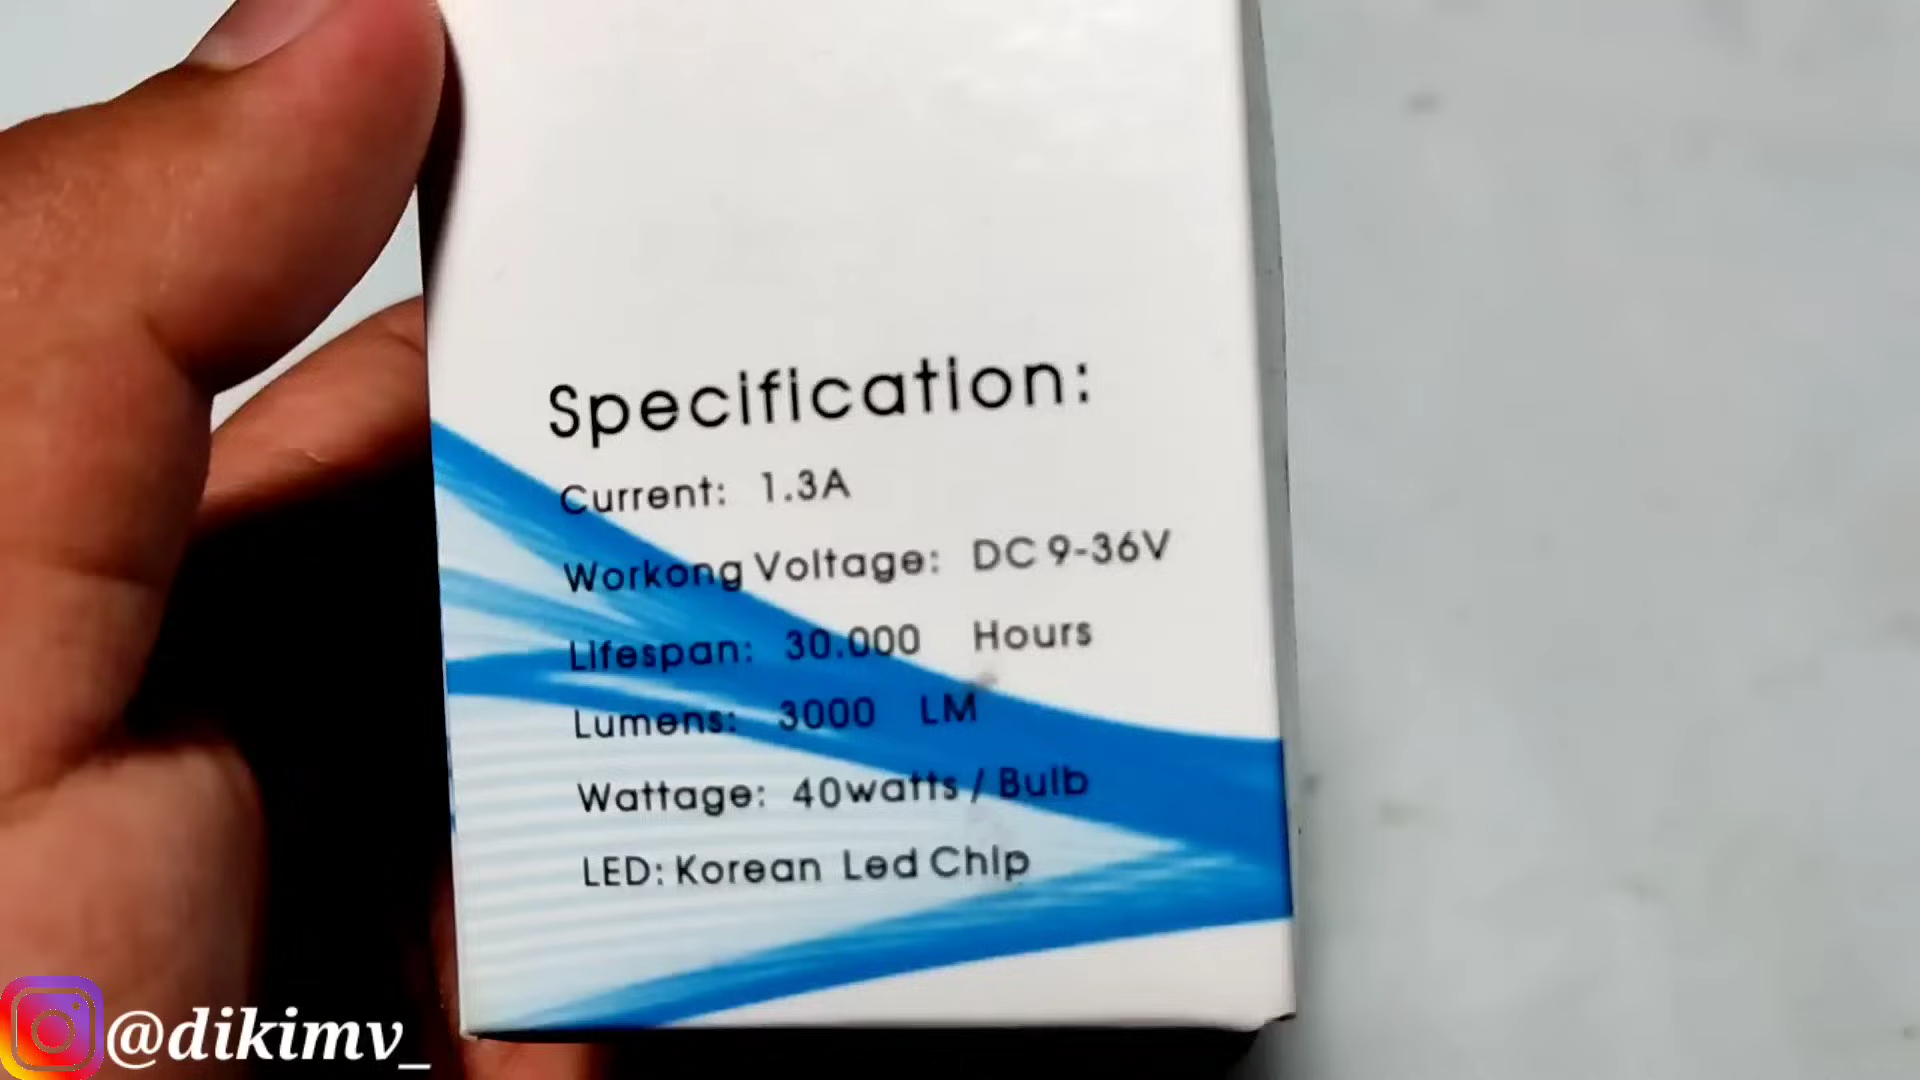 Specification:
Current: 1.3A
Workong Voltage: DC 9-36V
Lifespan: 30.000 Hours
Lumens: 3000 LM
Wattage: 40watts / Bulb
LED: Korean Led Chip
@dikimv_